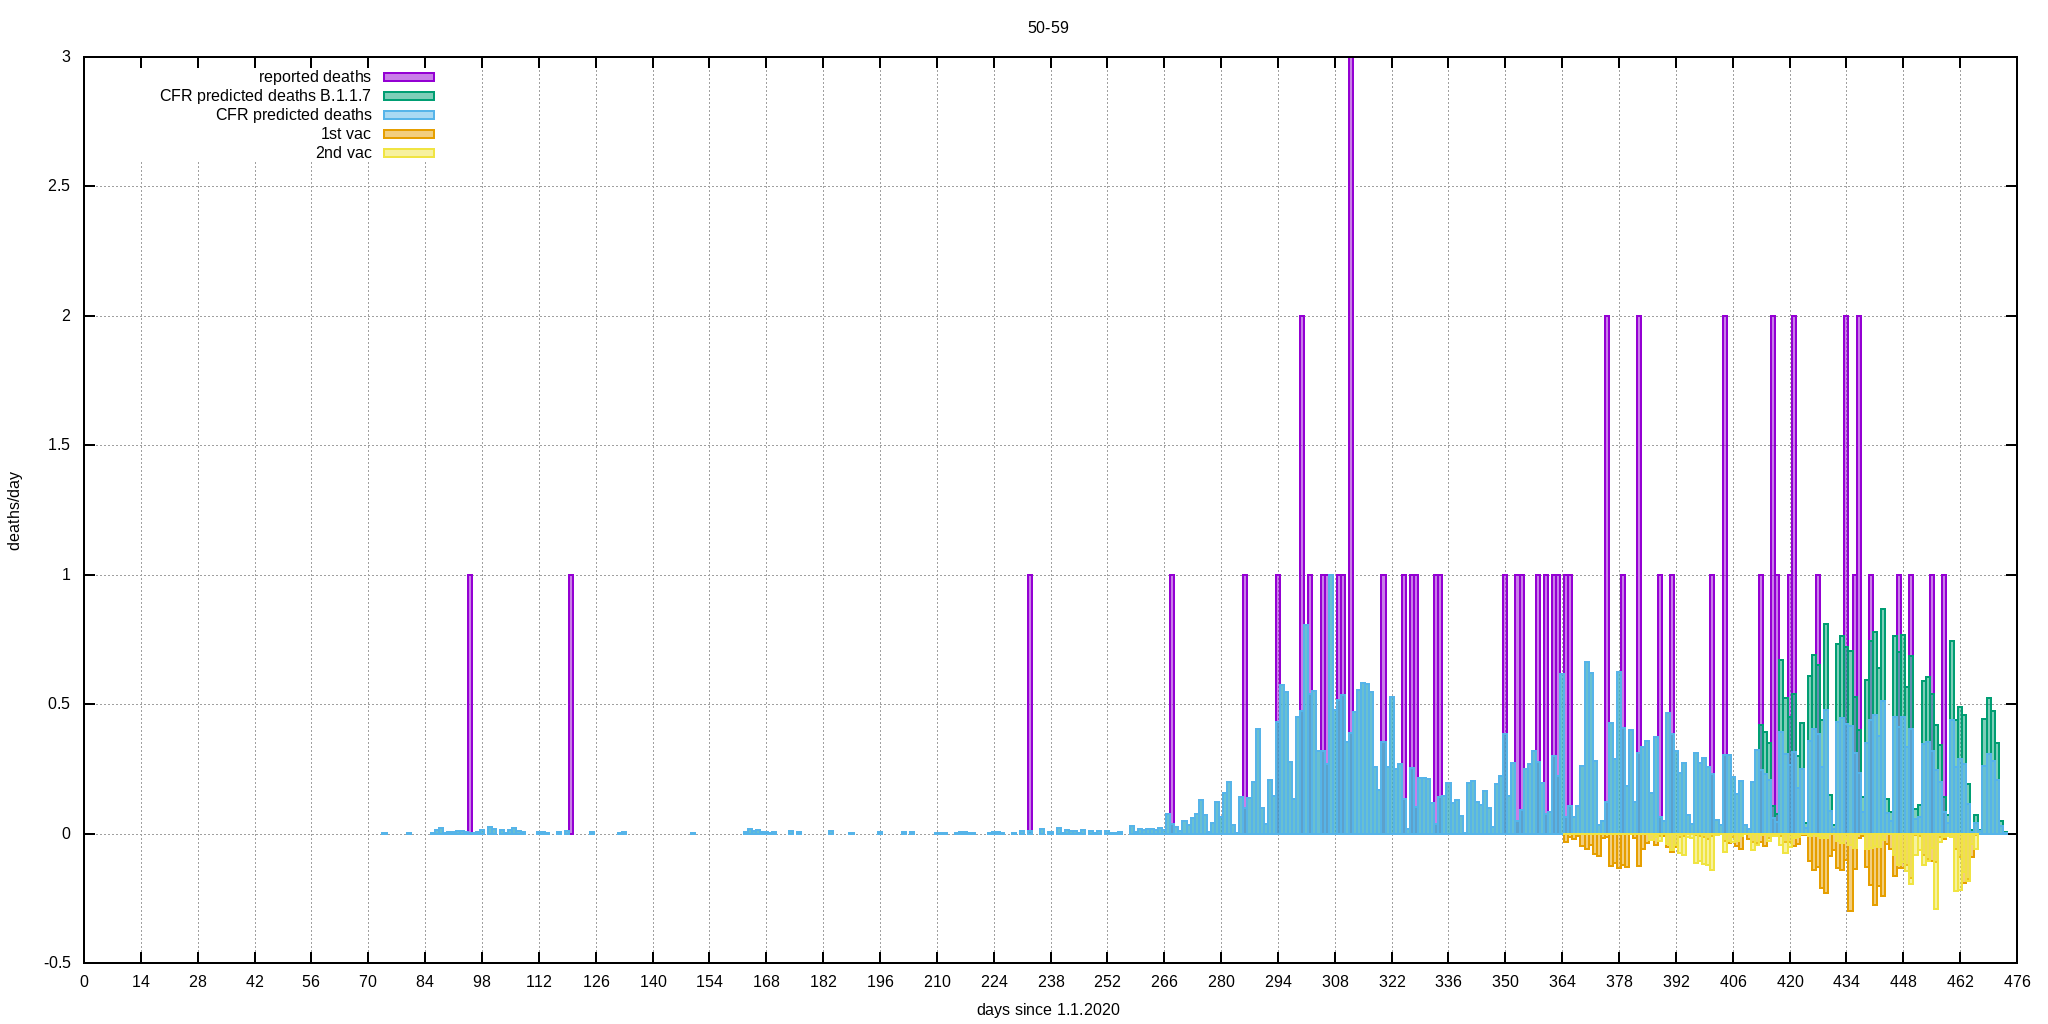 50-59
3
reported deaths
CFR predicted deaths B.1.1.7
CFR predicted deaths
1st vac
2nd vac
2.5
2
1.5
deaths/day
1
0.5
0
-0.5
0 14 28 42 56 70 84 98 112 126 140 154 168 182 196 210 224 238 252 266 280 294 308 322 336 350 364 378 392 406 420 434 448 462 476
days since 1.1.2020